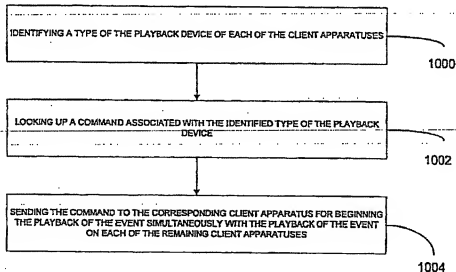 IDENTIFYING A TYPE OF THE PLAYBACK DEVICE OF EACH OF THE CLIENT APPARATUSES
1000
LOOKING UP A COMMAND ASSOCIATED WITH THE IDENTIFIED TYPE OF THE PLAYBACK
DEVICE
1002
SENDING THE COMMAND TO THE CORRESPONDING CLIENT APPARATUS FOR BEGINNING
THE PLAYBACK OF THE EVENT SIMULTANEOUSLY WITH THE PLAYBACK OF THE EVENT
ON EACH OF THE REMAINING CLIENT APPARATUSES
1004